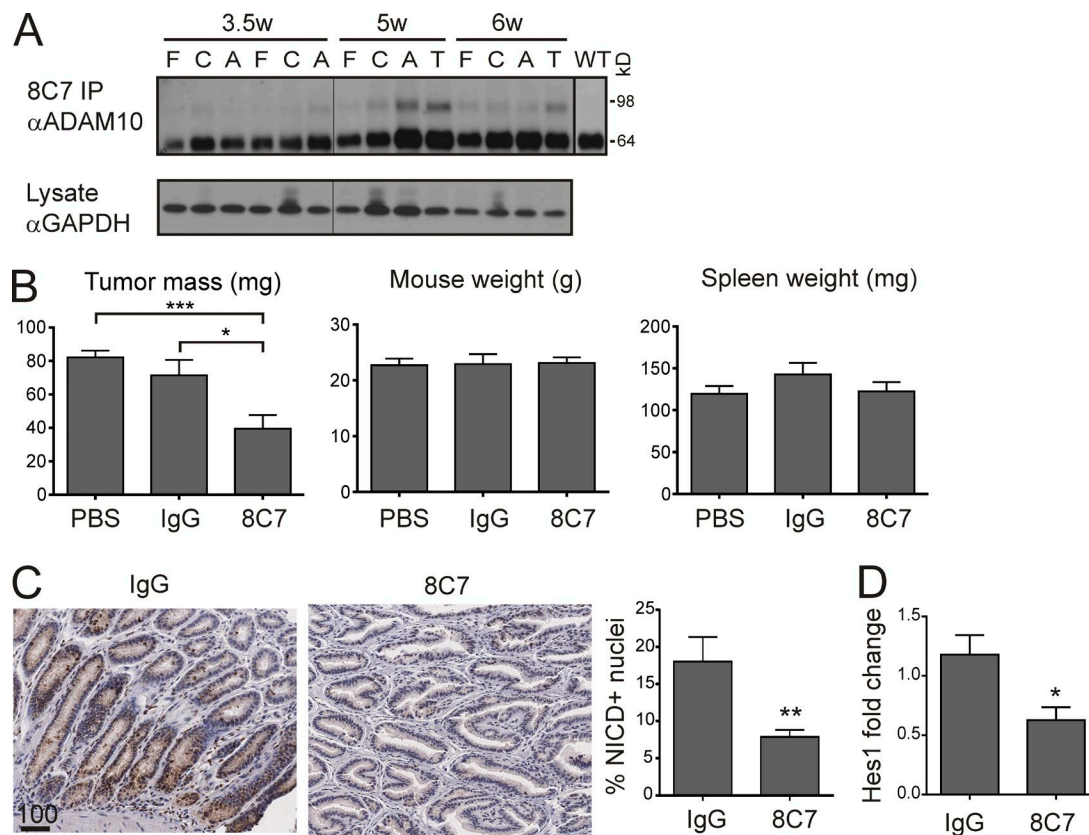 A
3.5w 5w 6w
F C A F C A F C A T F C A T WT kD
8C7 IP
αADAM10
-98
-64
Lysate
αGAPDH
B
Tumor mass (mg)
***
*
100
80
60
40
20
0
PBS IgG 8C7
Mouse weight (g)
30
20
10
0
PBS IgG 8C7
Spleen weight (mg)
200
150
100
50
0
PBS IgG 8C7
C
IgG
100
8C7
% NICD+ nuclei
25
20
15
10
5
0
**
IgG 8C7
D
Hes1 fold change
1.5
1.0
0.5
0.0
*
IgG 8C7